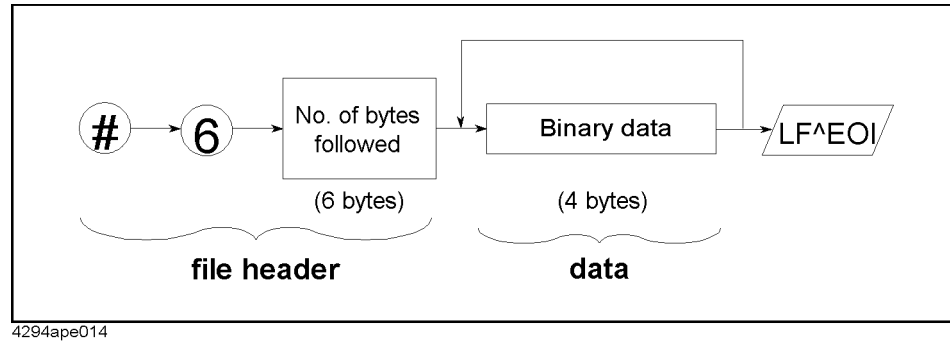 #
6
No. of bytes
followed
Binary data
LF^EOI
(6 bytes)
(4 bytes)
file header
data
4294ape014